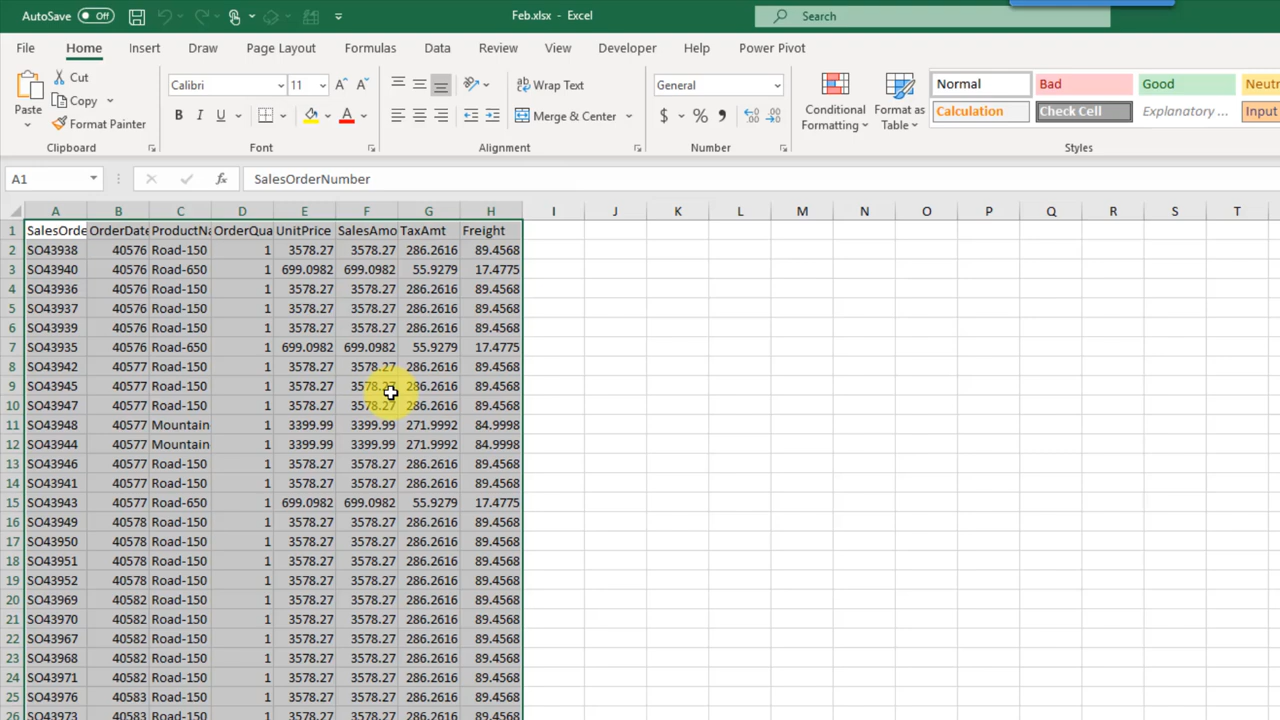 AutoSave Off Feb.xlsx – Excel Search
File Home Insert Draw Page Layout Formulas Data Review View Developer Help Power Pivot
Paste Cut Copy Format Painter
Calibri 11 A A
B I U A
Wrap Text
Merge & Center
General
$ %
Conditional Formatting
Format as Table
Normal Bad Good Neutr
Calculation Check Cell Explanatory ... Input
Clipboard Font Alignment Number Styles
A1 fx SalesOrderNumber
A B C D E F G H I J K L M N O P Q R S T
1 SalesOrde OrderDate ProductNa OrderQua UnitPrice SalesAmo TaxAmt Freight
2 SO43938 40576 Road-150 1 3578.27 3578.27 286.2616 89.4568
3 SO43940 40576 Road-650 1 699.0982 699.0982 55.9279 17.4775
4 SO43936 40576 Road-150 1 3578.27 3578.27 286.2616 89.4568
5 SO43937 40576 Road-150 1 3578.27 3578.27 286.2616 89.4568
6 SO43939 40576 Road-150 1 3578.27 3578.27 286.2616 89.4568
7 SO43935 40576 Road-650 1 699.0982 699.0982 55.9279 17.4775
8 SO43942 40577 Road-150 1 3578.27 3578.27 286.2616 89.4568
9 SO43945 40577 Road-150 1 3578.27 3578.27 286.2616 89.4568
10 SO43947 40577 Road-150 1 3578.27 3578.27 286.2616 89.4568
11 SO43948 40577 Mountain 1 3399.99 3399.99 271.9992 84.9998
12 SO43944 40577 Mountain 1 3399.99 3399.99 271.9992 84.9998
13 SO43946 40577 Road-150 1 3578.27 3578.27 286.2616 89.4568
14 SO43941 40577 Road-150 1 3578.27 3578.27 286.2616 89.4568
15 SO43943 40577 Road-650 1 699.0982 699.0982 55.9279 17.4775
16 SO43949 40578 Road-150 1 3578.27 3578.27 286.2616 89.4568
17 SO43950 40578 Road-150 1 3578.27 3578.27 286.2616 89.4568
18 SO43951 40578 Road-150 1 3578.27 3578.27 286.2616 89.4568
19 SO43952 40578 Road-150 1 3578.27 3578.27 286.2616 89.4568
20 SO43969 40582 Road-150 1 3578.27 3578.27 286.2616 89.4568
21 SO43970 40582 Road-150 1 3578.27 3578.27 286.2616 89.4568
22 SO43967 40582 Road-150 1 3578.27 3578.27 286.2616 89.4568
23 SO43968 40582 Road-150 1 3578.27 3578.27 286.2616 89.4568
24 SO43971 40582 Road-150 1 3578.27 3578.27 286.2616 89.4568
25 SO43976 40583 Road-150 1 3578.27 3578.27 286.2616 89.4568
26 SO43973 40583 Road-150 1 3578.27 3578.27 286.2616 89.4568